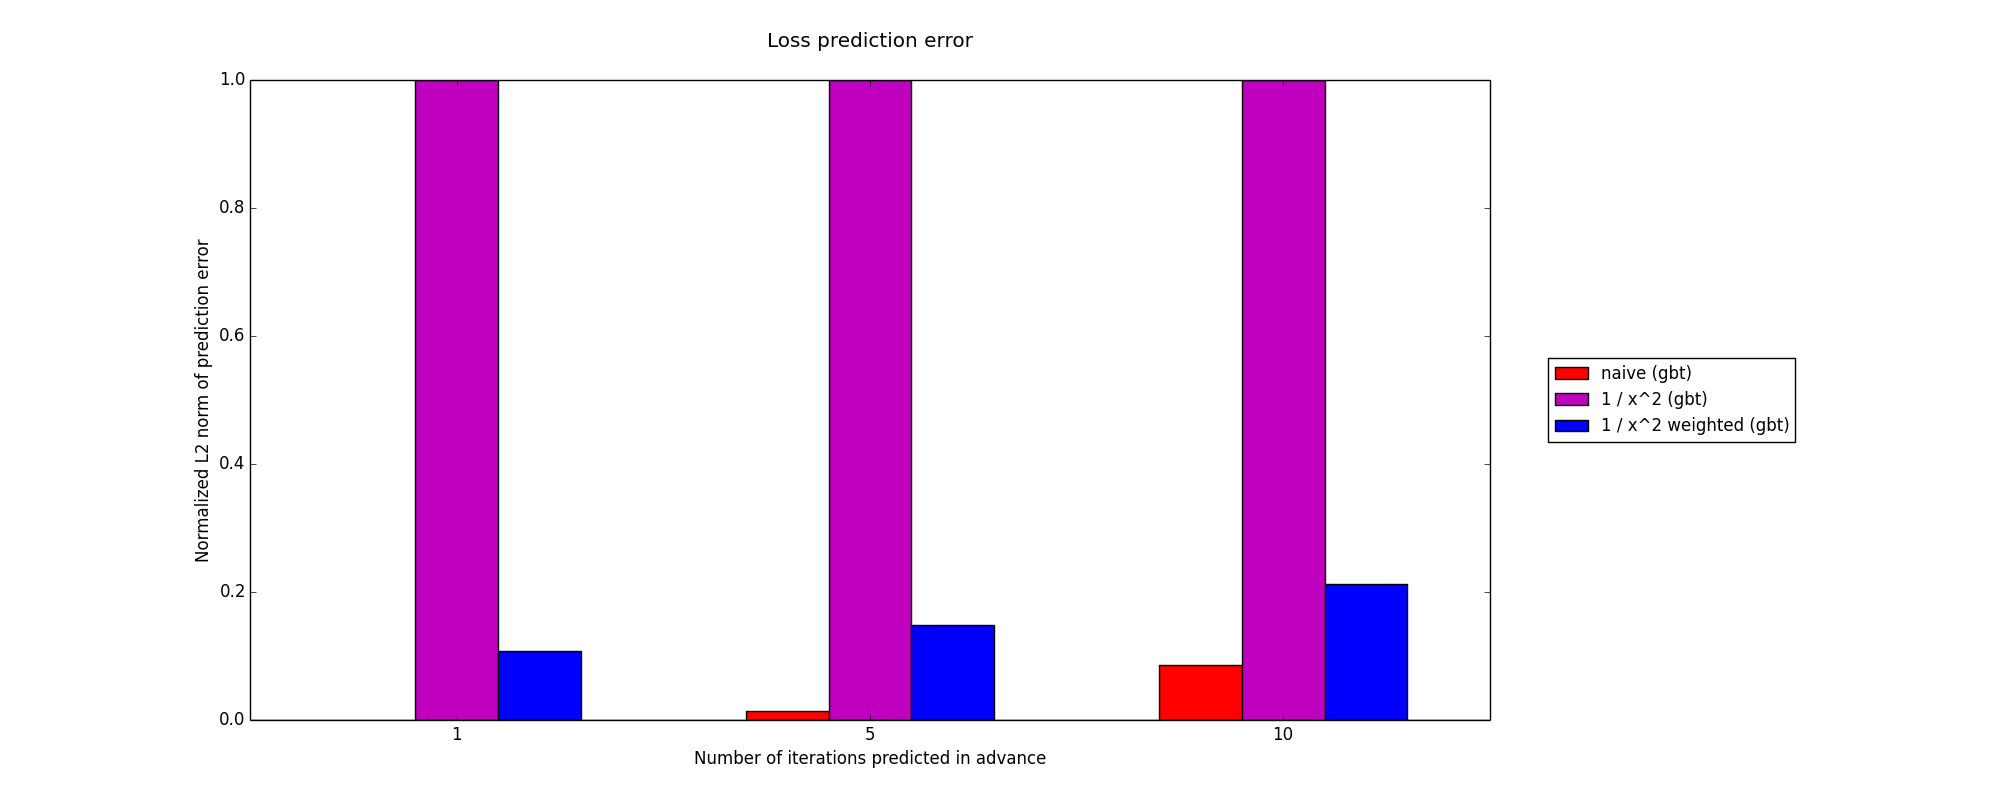 Loss prediction error
1.0
0.8
0.6
0.4
0.2
0.0
Normalized L2 norm of prediction error
1
5
10
Number of iterations predicted in advance
naive (gbt)
1 / x^2 (gbt)
1 / x^2 weighted (gbt)